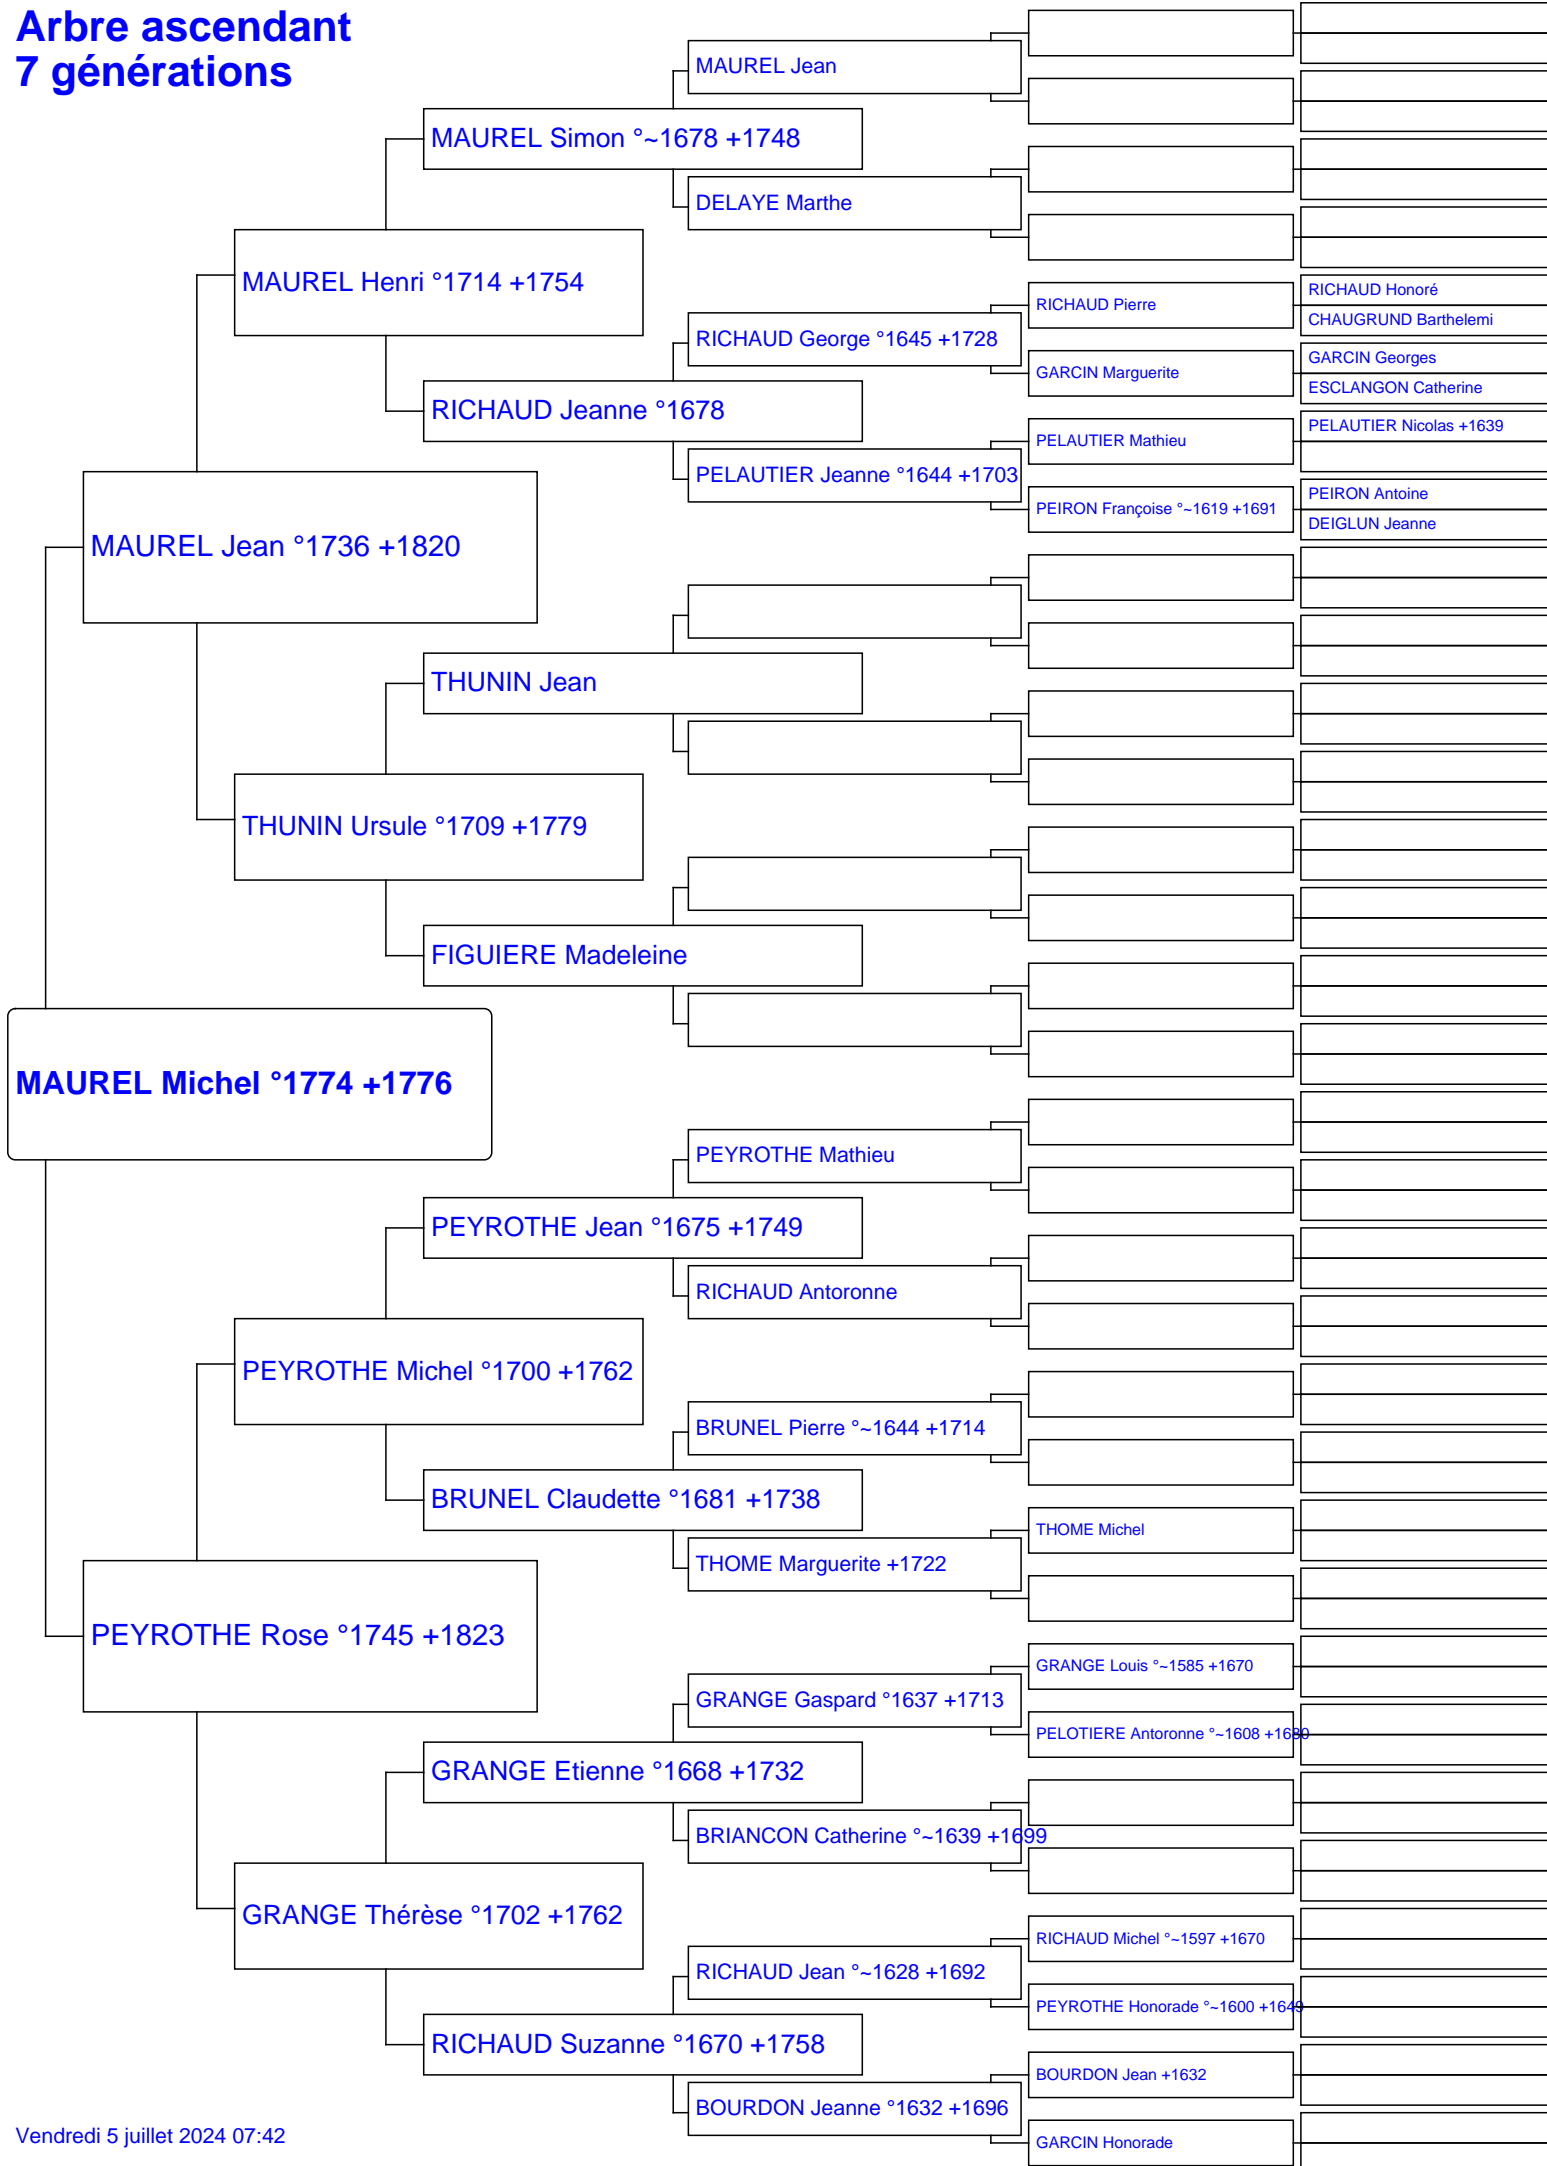 Arbre ascendant
7 générations
MAUREL Jean
MAUREL Simon °~1678 +1748
DELAYE Marthe
MAUREL Henri °1714 +1754
RICHAUD Honoré
RICHAUD Pierre
CHAUGRUND Barthelemi
RICHAUD George °1645 +1728
GARCIN Georges
GARCIN Marguerite
ESCLANGON Catherine
RICHAUD Jeanne °1678
PELAUTIER Nicolas +1639
PELAUTIER Mathieu
PELAUTIER Jeanne °1644 +1703
PEIRON Antoine
PEIRON Françoise °~1619 +1691
DEIGLUN Jeanne
MAUREL Jean °1736 +1820
THUNIN Jean
THUNIN Ursule °1709 +1779
FIGUIERE Madeleine
MAUREL Michel °1774 +1776
PEYROTHE Mathieu
PEYROTHE Jean °1675 +1749
RICHAUD Antoronne
PEYROTHE Michel °1700 +1762
BRUNEL Pierre °~1644 +1714
BRUNEL Claudette °1681 +1738
THOME Michel
THOME Marguerite +1722
PEYROTHE Rose °1745 +1823
GRANGE Louis °~1585 +1670
GRANGE Gaspard °1637 +1713
PELOTIERE Antoronne °~1608 +1680
GRANGE Etienne °1668 +1732
BRIANCON Catherine °~1639 +1699
GRANGE Thérèse °1702 +1762
RICHAUD Michel °~1597 +1670
RICHAUD Jean °~1628 +1692
PEYROTHE Honorade °~1600 +1649
RICHAUD Suzanne °1670 +1758
BOURDON Jean +1632
BOURDON Jeanne °1632 +1696
GARCIN Honorade
Vendredi 5 juillet 2024 07:42